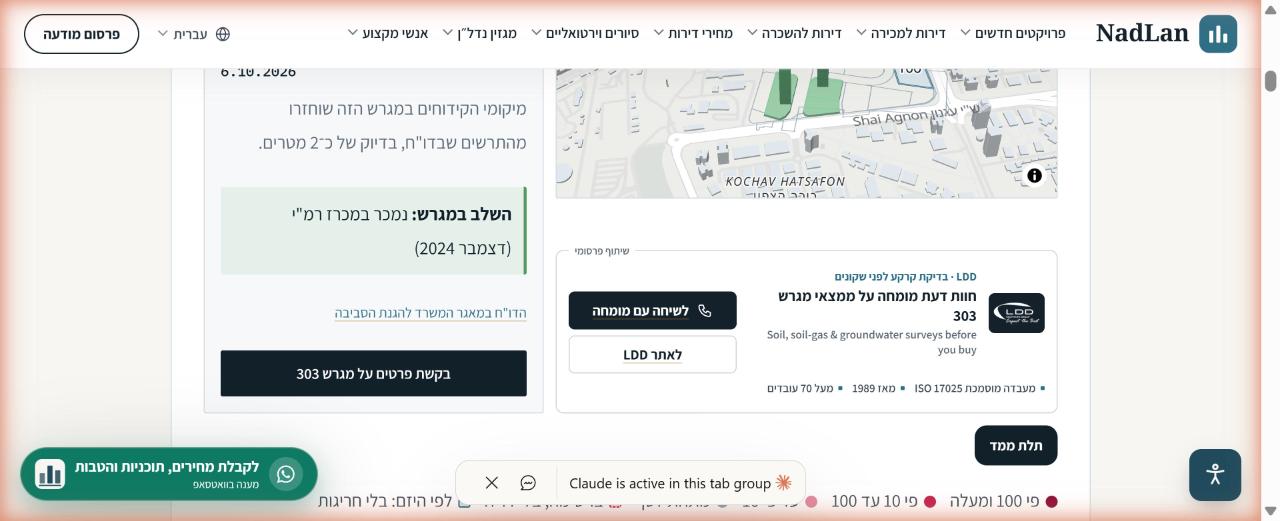 NadLan
פרויקטים חדשים
דירות למכירה
דירות להשכרה
מחירי דירות
סיורים וירטואליים
מגזין נדל״ן
אנשי מקצוע
עברית
פרסום מודעה
100
שי עגנון Shai Agnon
KOCHAV HATSAFON
כוכב הצפון
6.10.2026
מיקומי הקידוחים במגרש הזה שוחזרו
מהתרשים שבדו"ח, בדיוק של כ־2 מטרים.
השלב במגרש: נמכר במכרז רמ"י
(דצמבר 2024)
הדו"ח במאגר המשרד להגנת הסביבה
בקשת פרטים על מגרש 303
שיתוף פרסומי
LDD · בדיקת קרקע לפני שקונים
חוות דעת מומחה על ממצאי מגרש
303
Soil, soil-gas & groundwater surveys before
you buy
LDD
לשיחה עם מומחה
לאתר LDD
מעבדה מוסמכת ISO 17025
מאז 1989
מעל 70 עובדים
תלת ממד
פי 100 ומעלה
פי 10 עד 100
לפי היזם: בלי חריגות
Claude is active in this tab group
לקבלת מחירים, תוכניות והטבות
מענה בוואטסאפ